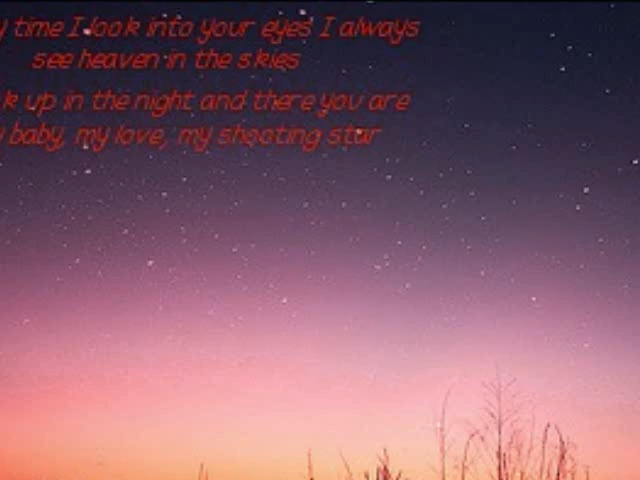 y time I look into your eyes I always
see heaven in the skies
k up in the night and there you are
y baby, my love, my shooting star